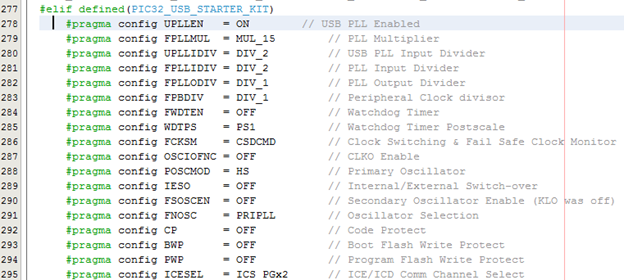 277 #elif defined(PIC32_USB_STARTER_KIT)
278 #pragma config UPLLEN = ON // USB PLL Enabled
279 #pragma config FPLLMUL = MUL_15 // PLL Multiplier
280 #pragma config UPLLIDIV = DIV_2 // USB PLL Input Divider
281 #pragma config FPLLIDIV = DIV_2 // PLL Input Divider
282 #pragma config FPLLODIV = DIV_1 // PLL Output Divider
283 #pragma config FPBDIV = DIV_1 // Peripheral Clock divisor
284 #pragma config FWDTEN = OFF // Watchdog Timer
285 #pragma config WDTPS = PS1 // Watchdog Timer Postscale
286 #pragma config FCKSM = CSDCMD // Clock Switching & Fail Safe Clock Monitor
287 #pragma config OSCIOFNC = OFF // CLKO Enable
288 #pragma config POSCMOD = HS // Primary Oscillator
289 #pragma config IESO = OFF // Internal/External Switch-over
290 #pragma config FSOSCEN = OFF // Secondary Oscillator Enable (KLO was off)
291 #pragma config FNOSC = PRIPLL // Oscillator Selection
292 #pragma config CP = OFF // Code Protect
293 #pragma config BWP = OFF // Boot Flash Write Protect
294 #pragma config PWP = OFF // Program Flash Write Protect
295 #pragma config ICESEL = ICS_PGx2 // ICE/ICD Comm Channel Select